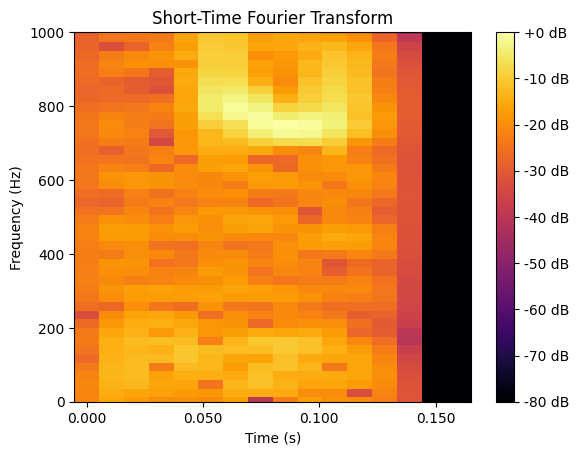 Short-Time Fourier Transform
1000
800
600
400
200
0
Frequency (Hz)
0.000
0.050
0.100
0.150
Time (s)
+0 dB
-10 dB
-20 dB
-30 dB
-40 dB
-50 dB
-60 dB
-70 dB
-80 dB